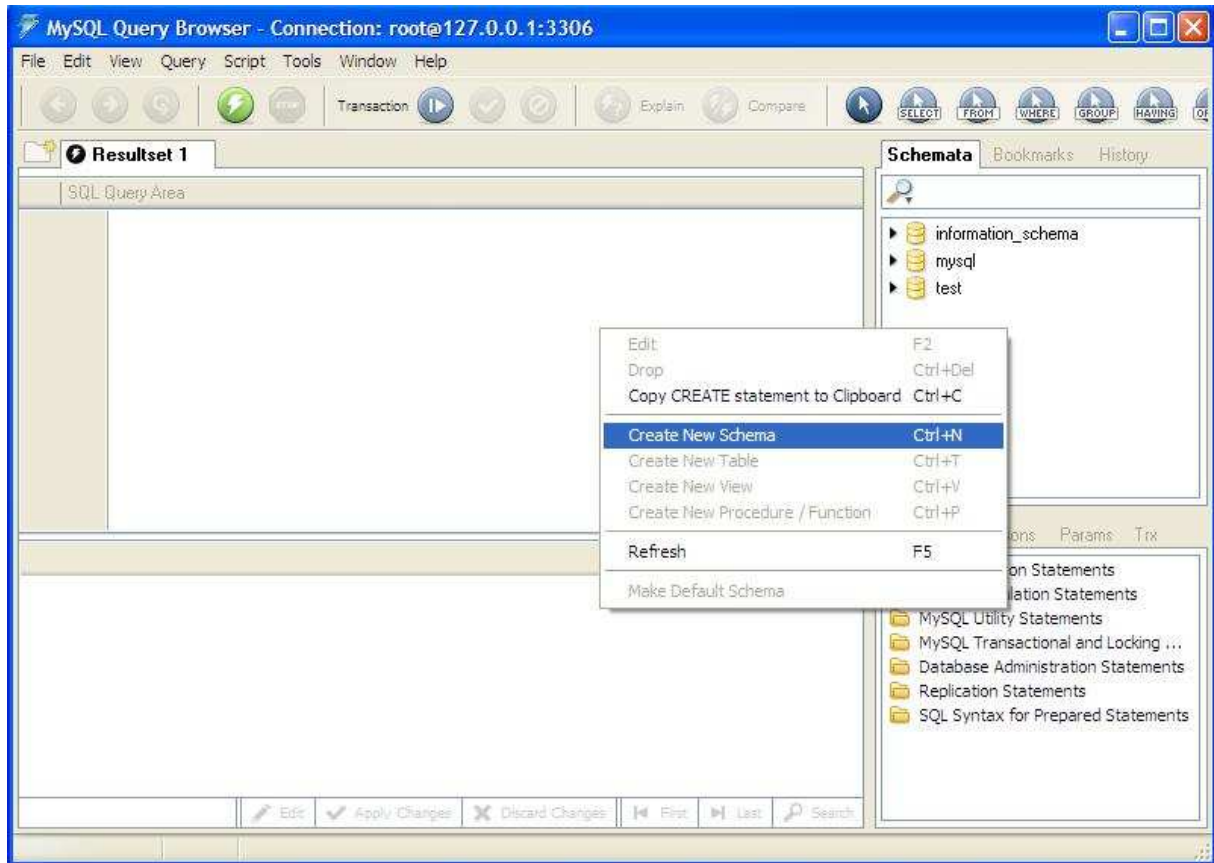 MySQL Query Browser - Connection: root@127.0.0.1:3306
File Edit View Query Script Tools Window Help
STOP Transaction Explain Compare SELECT FROM WHERE GROUP HAVING
Resultset 1
Schemata Bookmarks History
SQL Query Area
information_schema
mysql
test
Edit F2
Drop Ctrl+Del
Copy CREATE statement to Clipboard Ctrl+C
Create New Schema Ctrl+N
Create New Table Ctrl+T
Create New View Ctrl+V
Create New Procedure / Function Ctrl+P
Refresh F5
Make Default Schema
Params Trx
Statements
Statements
MySQL Utility Statements
MySQL Transactional and Locking ...
Database Administration Statements
Replication Statements
SQL Syntax for Prepared Statements
Edit Apply Changes Discard Changes First Last Search